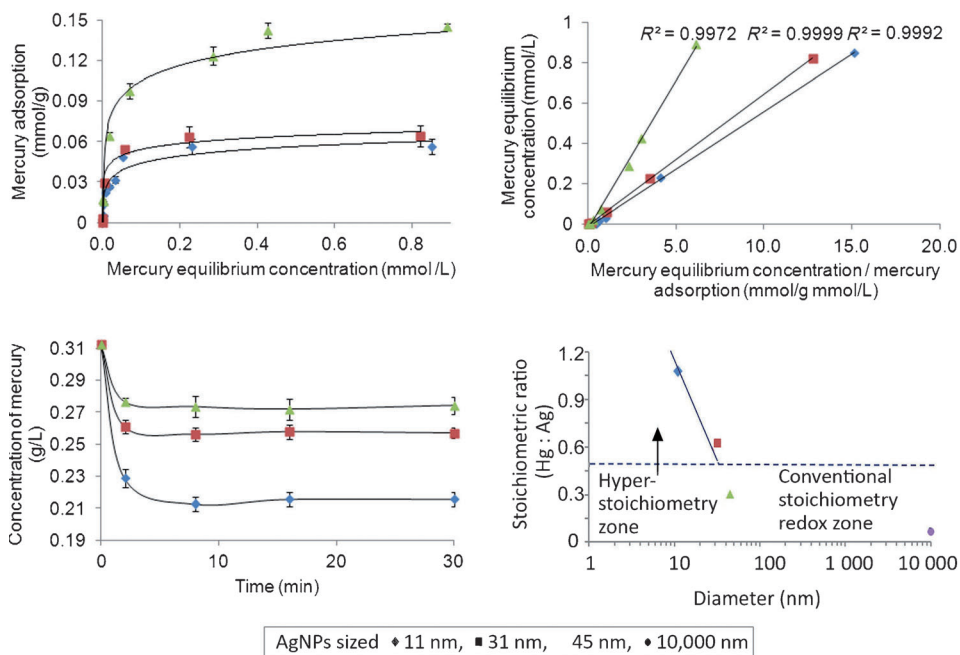 0.15
0.12
0.09
0.06
0.03
0
Mercury adsorption
(mmol/g)
0.0 0.2 0.4 0.6 0.8
Mercury equilibrium concentration (mmol /L)
R² = 0.9972 R² = 0.9999 R² = 0.9992
1
0.8
0.6
0.4
0.2
0
Mercury equilibrium
concentration (mmol/L)
0.0 5.0 10.0 15.0 20.0
Mercury equilibrium concentration / mercury
adsorption (mmol/g mmol/L)
0.31
0.29
0.27
0.25
0.23
0.21
0.19
Concentration of mercury
(g/L)
0 10 20 30
Time (min)
1.2
0.9
0.6
0.3
0
Stoichiometric ratio
(Hg : Ag)
Hyper-
stoichiometry
zone
Conventional
stoichiometry
redox zone
1 10 100 1 000 10 000
Diameter (nm)
AgNPs sized 11 nm, 31 nm, 45 nm, 10,000 nm